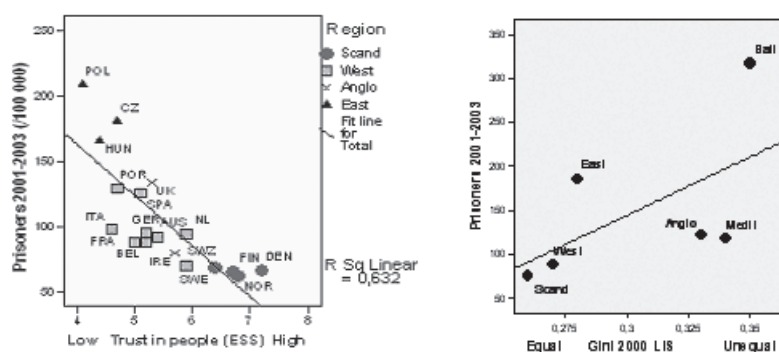 250
200
150
100
50
4 5 6 7 8
Prisoners 2001-2003 (/100 000)
Low Trust in people (ESS) High
POL
CZ
HUN
POR
UK
SPA
ITA
GER
AUS
NL
FRA
BEL
IRE
SWZ
SWE
FIN
DEN
NOR
Region
Scand
West
Anglo
East
Fit line
for
Total
R Sq Linear
= 0,632
350
300
250
200
150
100
50
Prisoners 2001-2003
Ball
East
Anglo
Medit
West
Scand
0,275 0,3 0,325 0,35
Equal Gini 2000 LIS Unequal